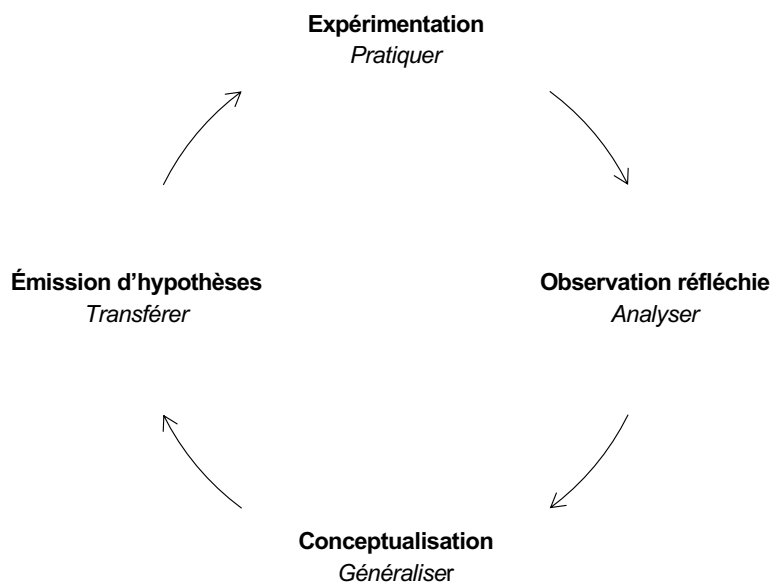 Expérimentation
Pratiquer
Émission d’hypothèses
Transférer
Observation réfléchie
Analyser
Conceptualisation
Généraliser